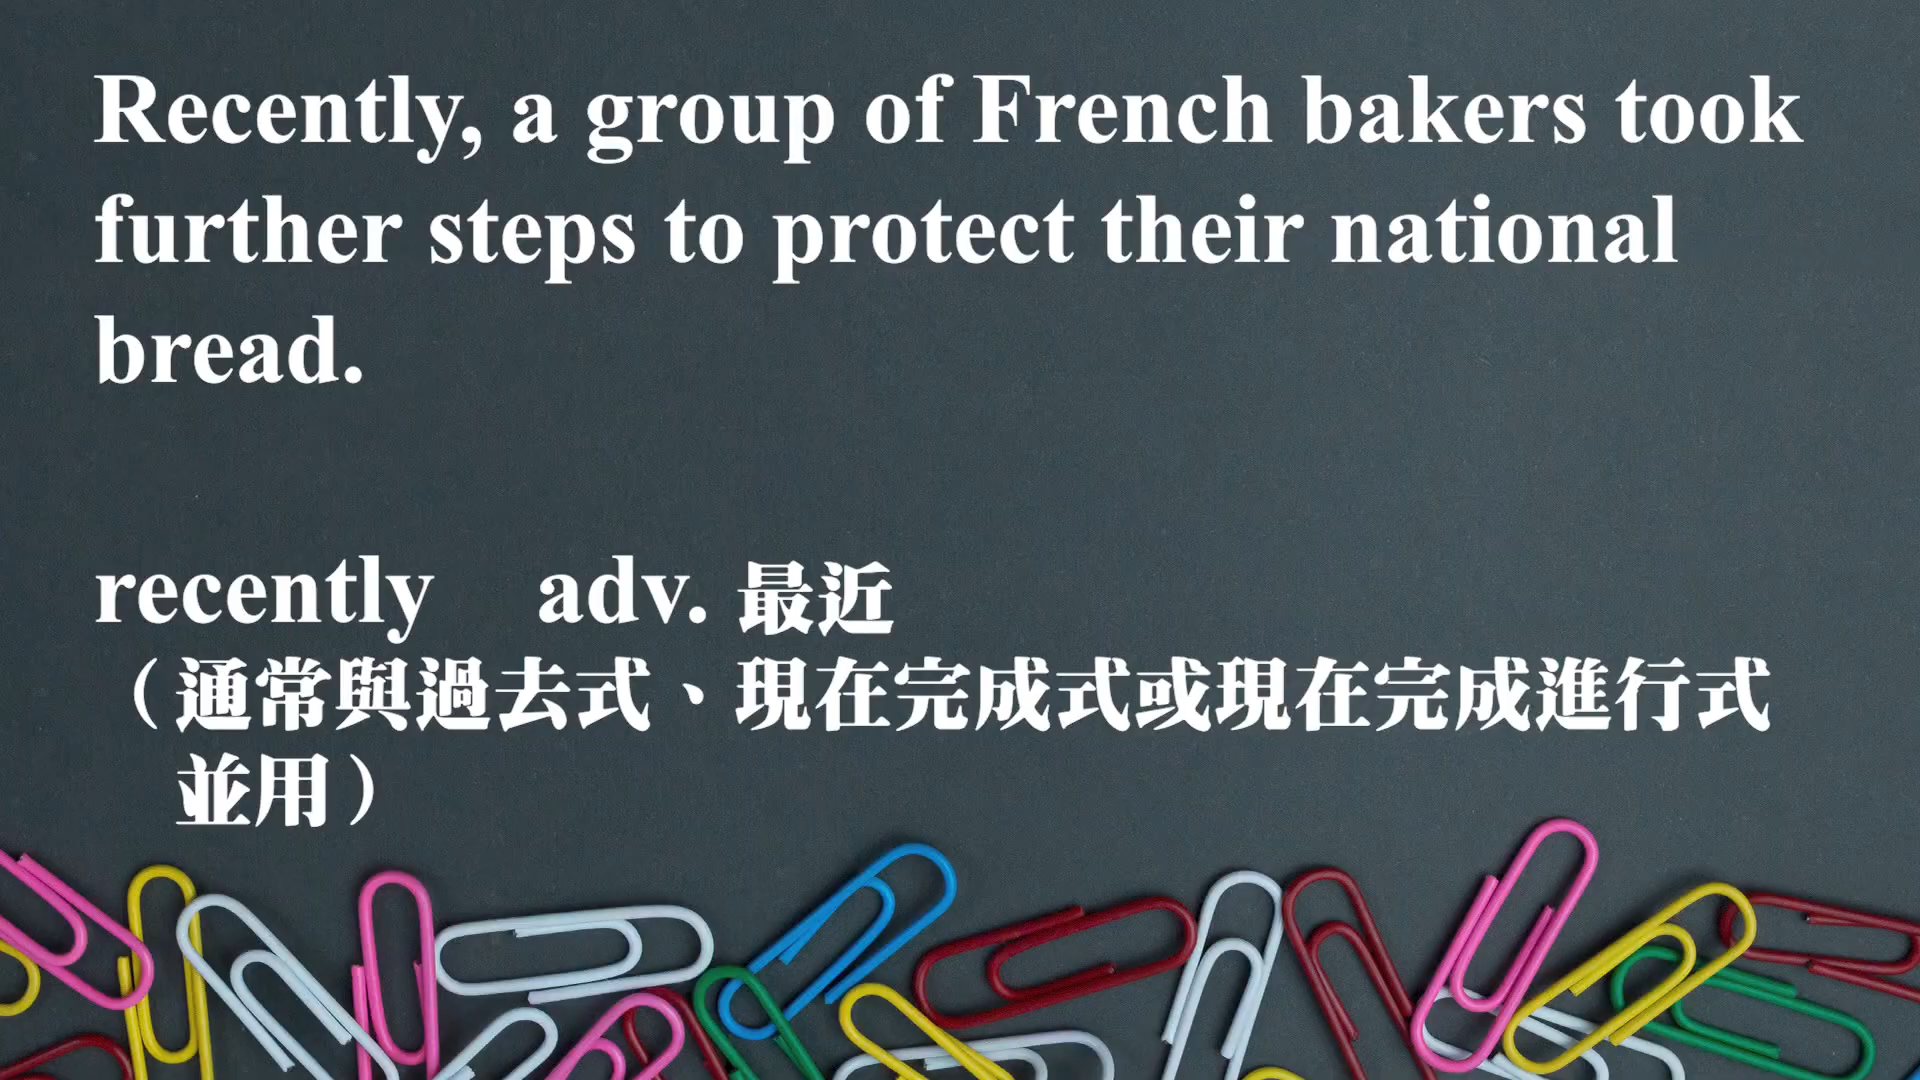 Recently, a group of French bakers took
further steps to protect their national
bread.
recently adv. 最近
（通常與過去式、現在完成式或現在完成進行式
並用）